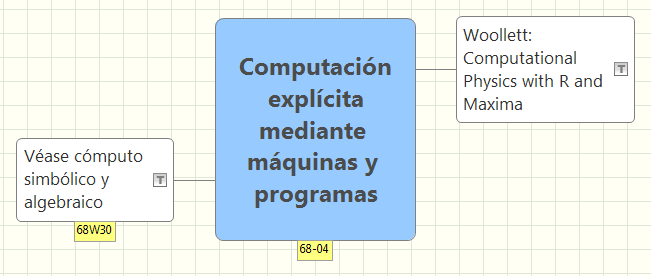 Computación
explícita
mediante
máquinas y
programas
68-04
Woollett:
Computational
Physics with R and
Maxima
T
Véase cómputo
simbólico y
algebraico
T
68W30